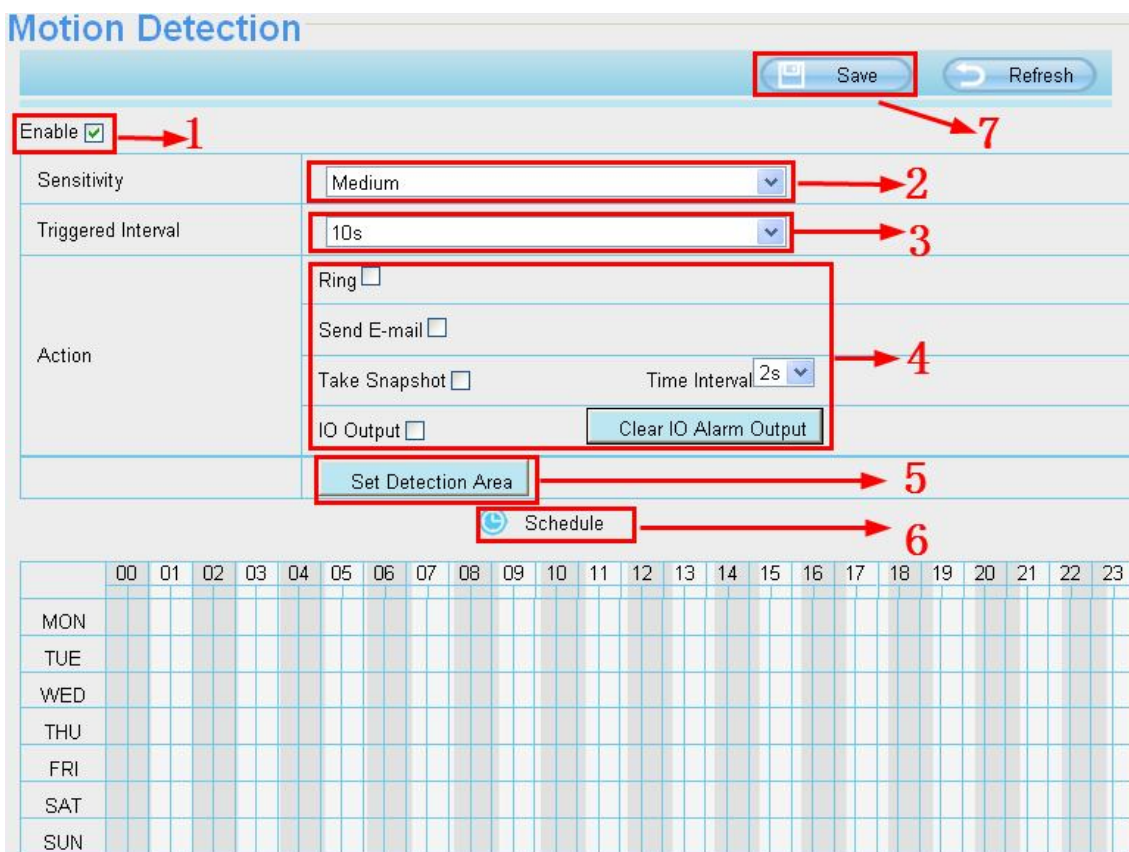 Motion Detection
Save Refresh
7
Enable 1
Sensitivity Medium 2
Triggered Interval 10s 3
Ring
Send E-mail
Action 4
Take Snapshot Time Interval 2s
IO Output Clear IO Alarm Output
Set Detection Area 5
Schedule 6
00 01 02 03 04 05 06 07 08 09 10 11 12 13 14 15 16 17 18 19 20 21 22 23
MON
TUE
WED
THU
FRI
SAT
SUN